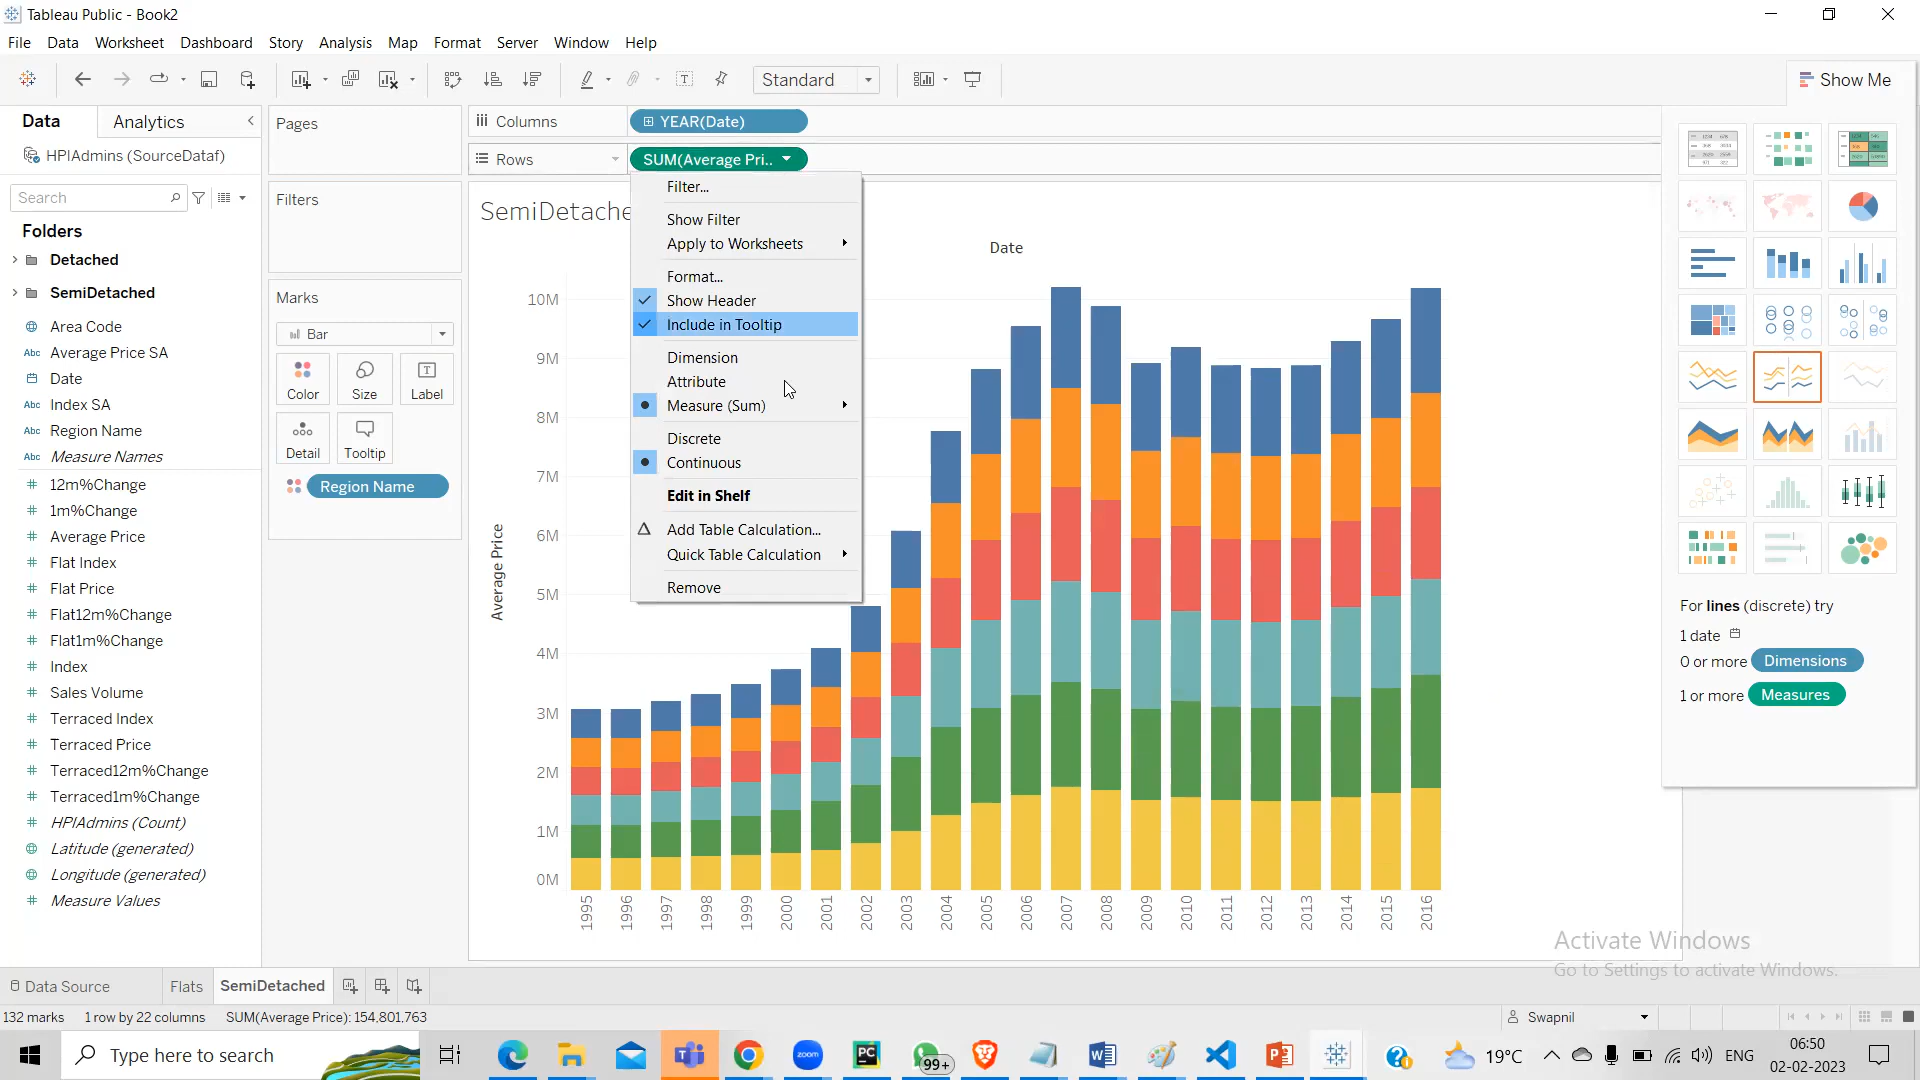 Tableau Public - Book2
File Data Worksheet Dashboard Story Analysis Map Format Server Window Help
Standard
Show Me
Data Analytics
HPIAdmins (SourceDataf)
Search
Folders
Detached
SemiDetached
Area Code
Abc Average Price SA
Date
Abc Index SA
Abc Region Name
Abc Measure Names
12m%Change
1m%Change
Average Price
Flat Index
Flat Price
Flat12m%Change
Flat1m%Change
Index
Sales Volume
Terraced Index
Terraced Price
Terraced12m%Change
Terraced1m%Change
HPIAdmins (Count)
Latitude (generated)
Longitude (generated)
Measure Values
Pages
Filters
Marks
Bar
Color Size Label
Detail Tooltip
Region Name
Columns YEAR(Date)
Rows SUM(Average Pri..
SemiDetache
Filter...
Show Filter
Apply to Worksheets
Format...
Show Header
Include in Tooltip
Dimension
Attribute
Measure (Sum)
Discrete
Continuous
Edit in Shelf
Add Table Calculation...
Quick Table Calculation
Remove
Date
Average Price
10M
9M
8M
7M
6M
5M
4M
3M
2M
1M
0M
1995 1996 1997 1998 1999 2000 2001 2002 2003 2004 2005 2006 2007 2008 2009 2010 2011 2012 2013 2014 2015 2016
For lines (discrete) try
1 date
0 or more Dimensions
1 or more Measures
Activate Windows
Go to Settings to activate Windows.
Data Source Flats SemiDetached
132 marks 1 row by 22 columns SUM(Average Price): 154,801,763
Swapnil
Type here to search
zoom
99+
19°C
ENG
06:50
02-02-2023